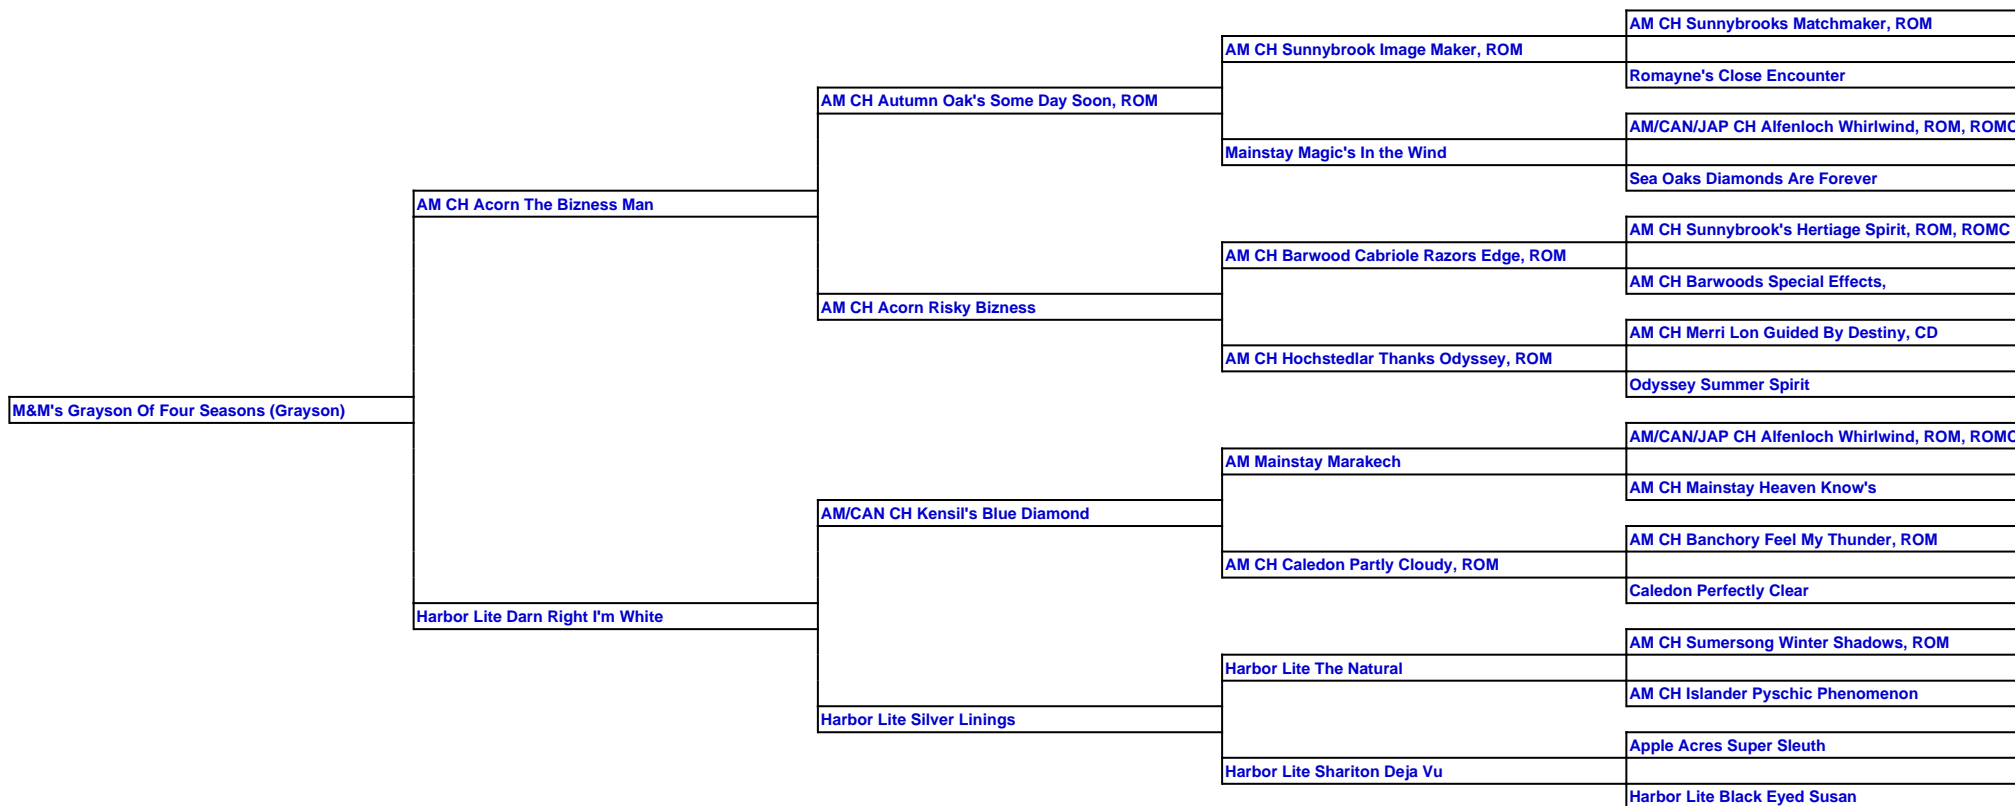 AM CH Sunnybrooks Matchmaker, ROM
AM CH Sunnybrook Image Maker, ROM
Romayne's Close Encounter
AM CH Autumn Oak's Some Day Soon, ROM
AM/CAN/JAP CH Alfenloch Whirlwind, ROM, ROMC
Mainstay Magic's In the Wind
Sea Oaks Diamonds Are Forever
AM CH Acorn The Bizness Man
AM CH Sunnybrook's Hertiage Spirit, ROM, ROMC
AM CH Barwood Cabriole Razors Edge, ROM
AM CH Barwoods Special Effects,
AM CH Acorn Risky Bizness
AM CH Merri Lon Guided By Destiny, CD
AM CH Hochstedlar Thanks Odyssey, ROM
Odyssey Summer Spirit
M&M's Grayson Of Four Seasons (Grayson)
AM/CAN/JAP CH Alfenloch Whirlwind, ROM, ROMC
AM Mainstay Marakech
AM CH Mainstay Heaven Know's
AM/CAN CH Kensil's Blue Diamond
AM CH Banchory Feel My Thunder, ROM
AM CH Caledon Partly Cloudy, ROM
Caledon Perfectly Clear
Harbor Lite Darn Right I'm White
AM CH Sumersong Winter Shadows, ROM
Harbor Lite The Natural
AM CH Islander Pyschic Phenomenon
Harbor Lite Silver Linings
Apple Acres Super Sleuth
Harbor Lite Shariton Deja Vu
Harbor Lite Black Eyed Susan